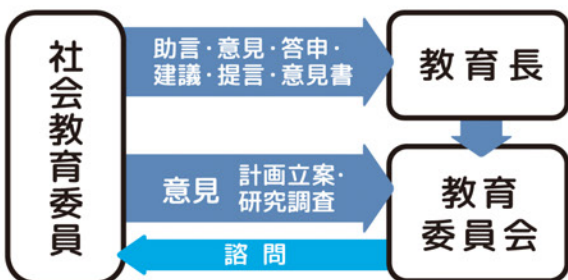 社会教育委員
助言・意見・答申・
建議・提言・意見書
教育長
意見
計画立案・
研究調査
教育
委員会
諮問